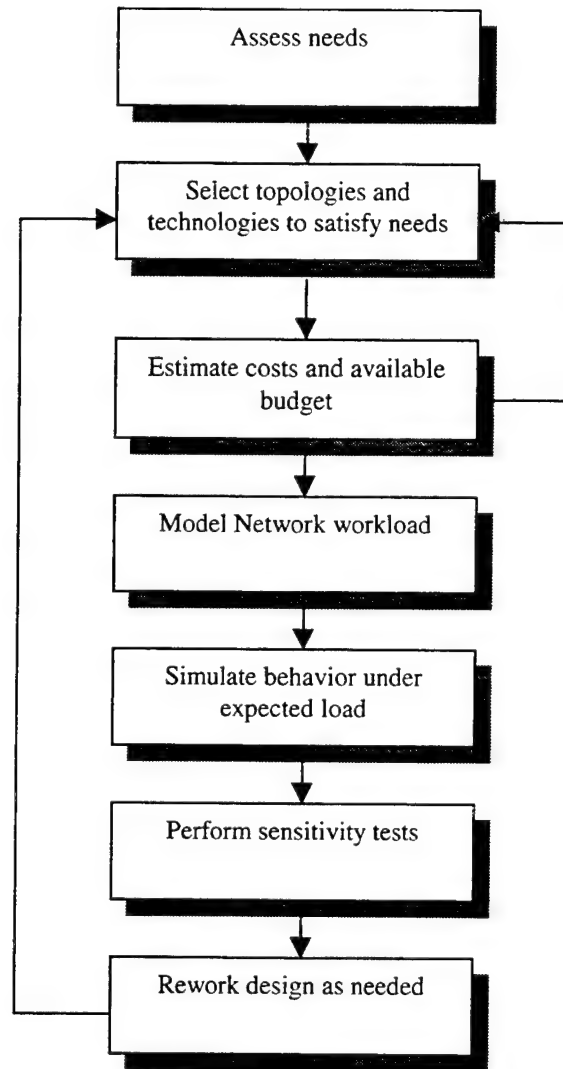 Assess needs
Select topologies and
technologies to satisfy needs
Estimate costs and available
budget
Model Network workload
Simulate behavior under
expected load
Perform sensitivity tests
Rework design as needed